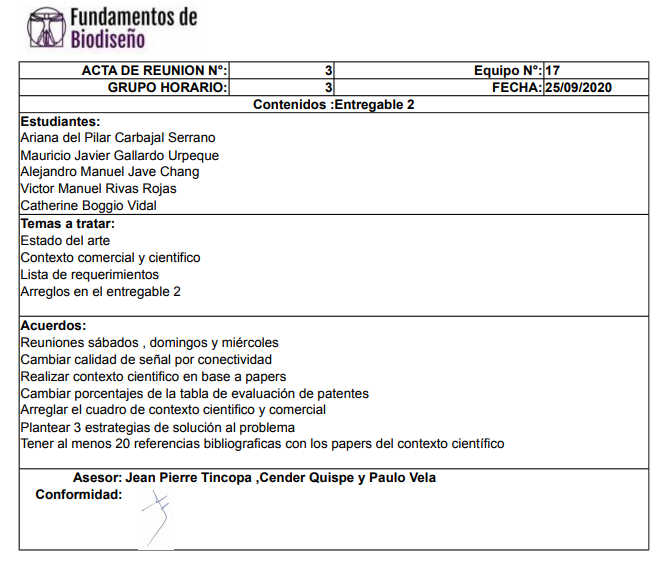 Fundamentos de
Biodiseño
ACTA DE REUNION N°: 3 Equipo N°: 17
GRUPO HORARIO: 3 FECHA: 25/09/2020
Contenidos :Entregable 2
Estudiantes:
Ariana del Pilar Carbajal Serrano
Mauricio Javier Gallardo Urpeque
Alejandro Manuel Jave Chang
Victor Manuel Rivas Rojas
Catherine Boggio Vidal
Temas a tratar:
Estado del arte
Contexto comercial y cientifico
Lista de requerimientos
Arreglos en el entregable 2
Acuerdos:
Reuniones sábados , domingos y miércoles
Cambiar calidad de señal por conectividad
Realizar contexto cientifico en base a papers
Cambiar porcentajes de la tabla de evaluación de patentes
Arreglar el cuadro de contexto cientifico y comercial
Plantear 3 estrategias de solución al problema
Tener al menos 20 referencias bibliograficas con los papers del contexto científico
Asesor: Jean Pierre Tincopa ,Cender Quispe y Paulo Vela
Conformidad: